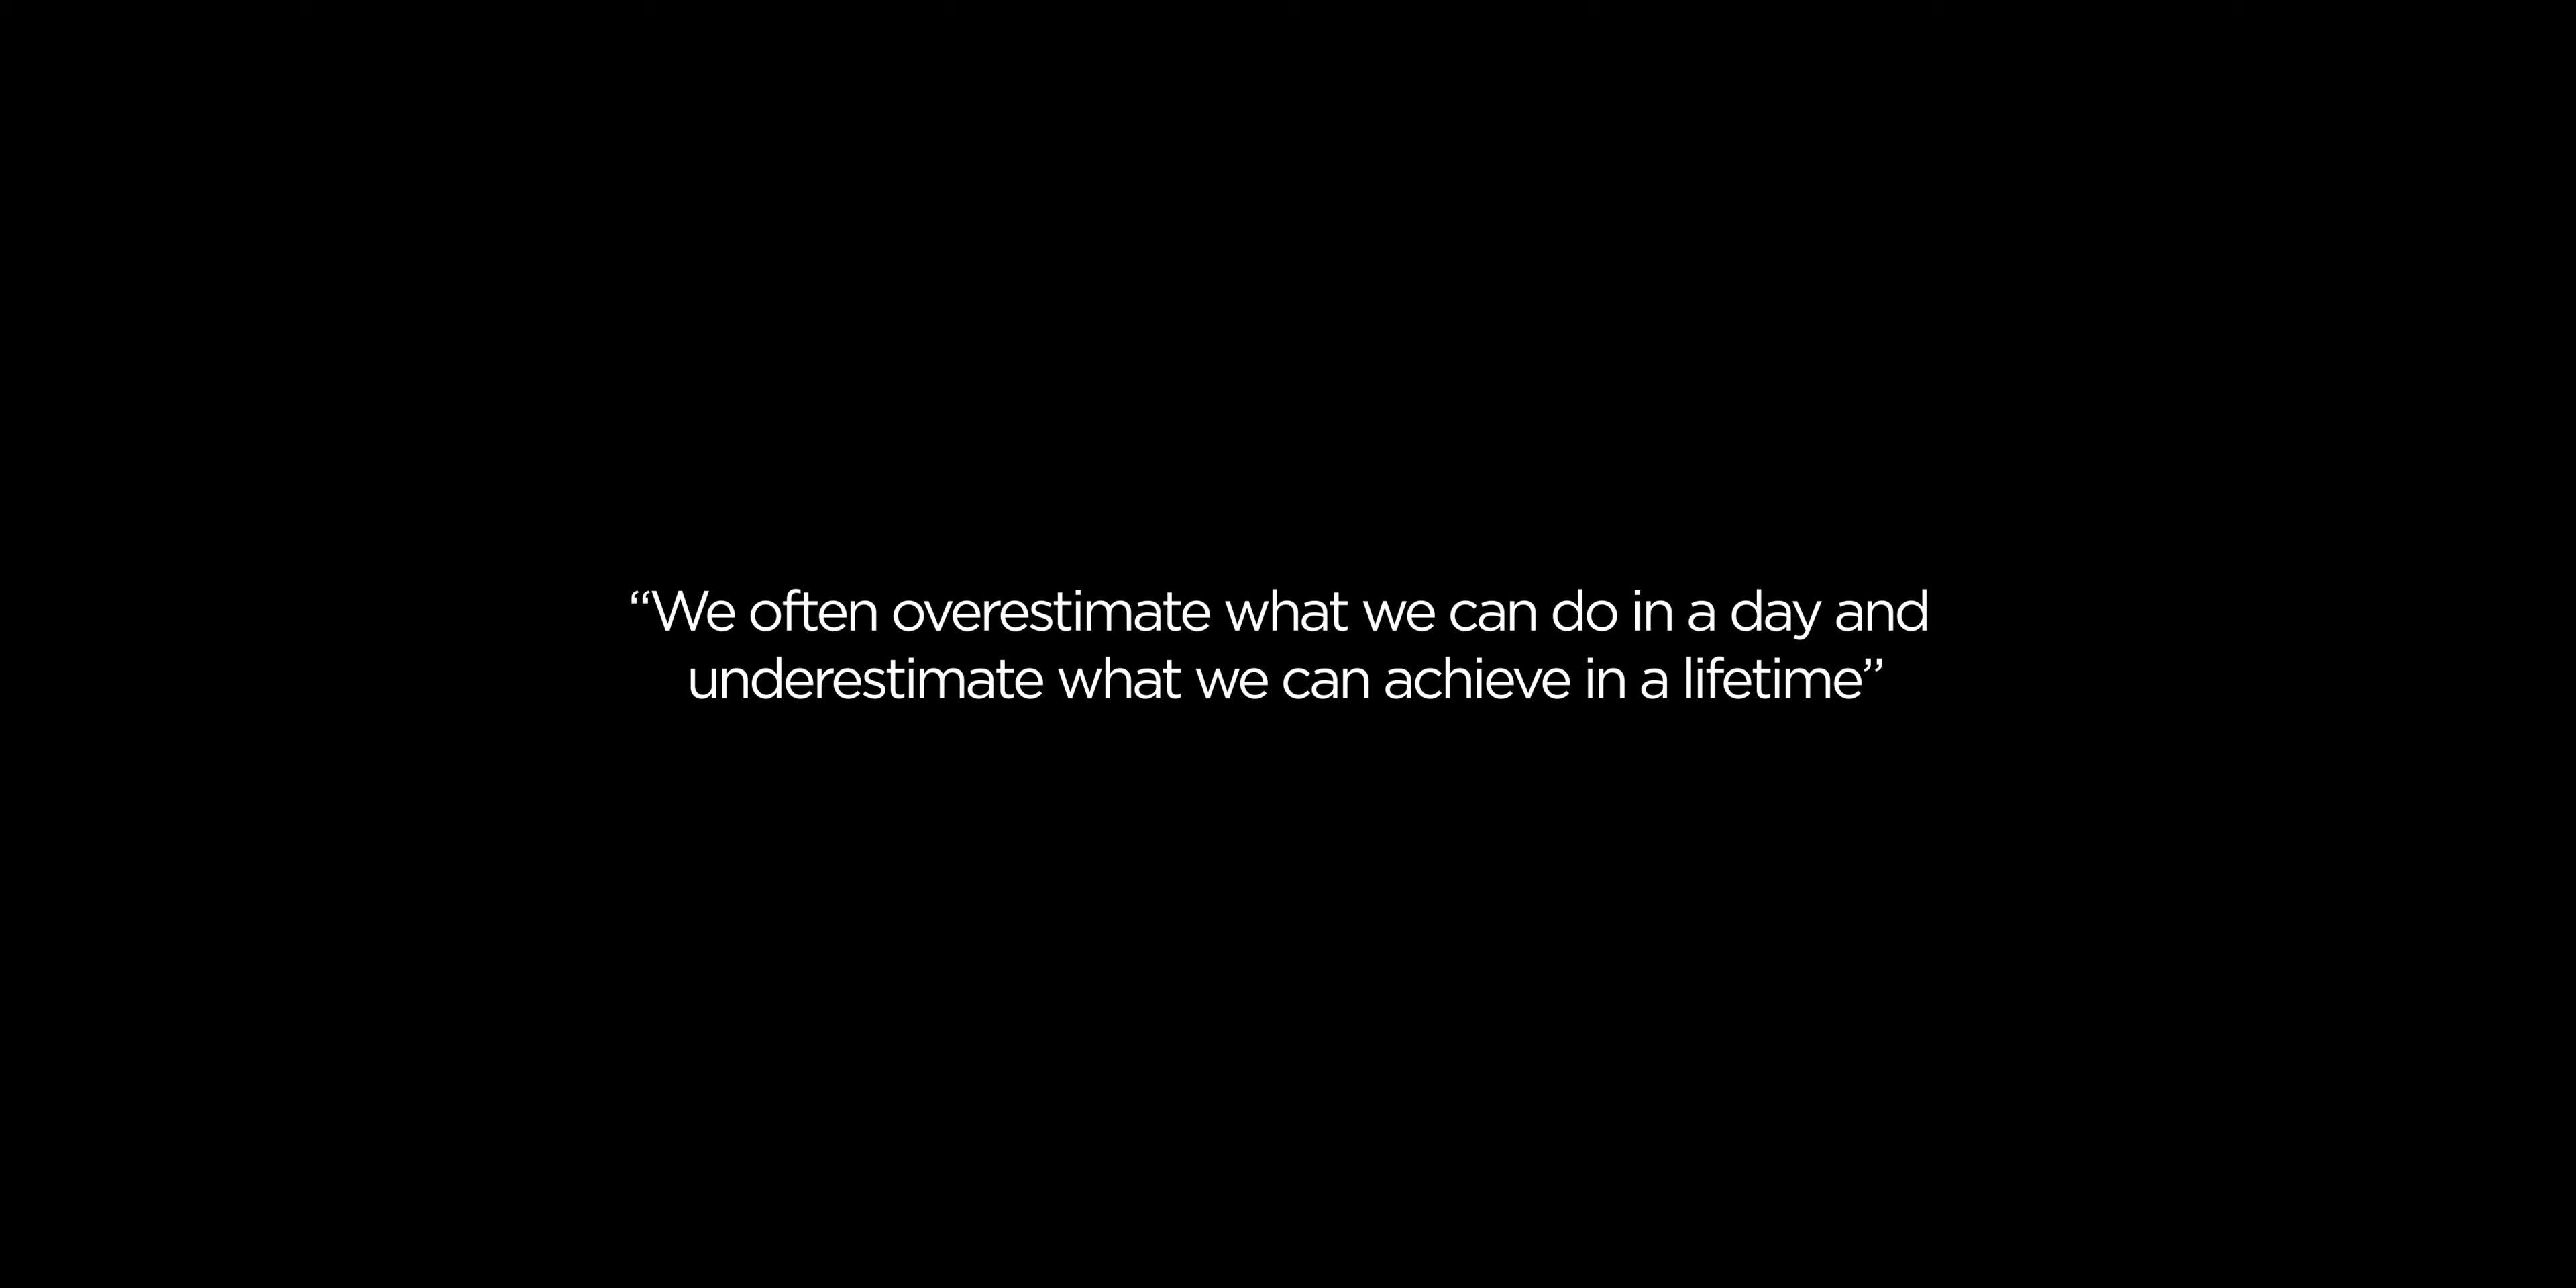 “We often overestimate what we can do in a day and
underestimate what we can achieve in a lifetime”